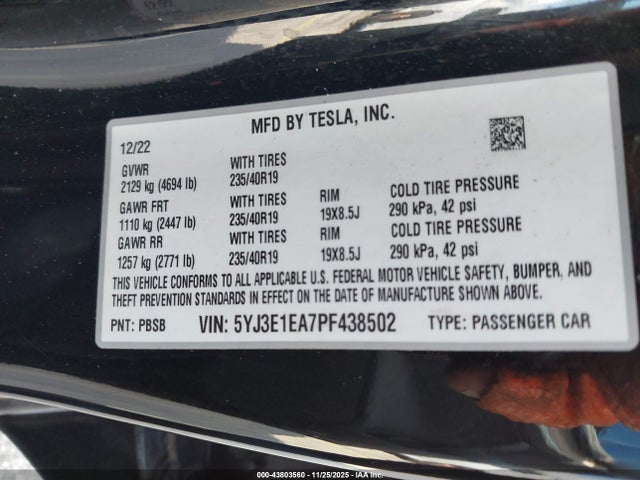 MFD BY TESLA, INC.
12/22
GVWR WITH TIRES
2129 kg (4694 lb) 235/40R19
GAWR FRT WITH TIRES RIM COLD TIRE PRESSURE
1110 kg (2447 lb) 235/40R19 19X8.5J 290 kPa, 42 psi
GAWR RR WITH TIRES RIM COLD TIRE PRESSURE
1257 kg (2771 lb) 235/40R19 19X8.5J 290 kPa, 42 psi
THIS VEHICLE CONFORMS TO ALL APPLICABLE U.S. FEDERAL MOTOR VEHICLE SAFETY, BUMPER, AND
THEFT PREVENTION STANDARDS IN EFFECT ON THE DATE OF MANUFACTURE SHOWN ABOVE.
PNT: PBSB VIN: 5YJ3E1EA7PF438502 TYPE: PASSENGER CAR
000-43803560 - 11/25/2025 - IAAI.COM